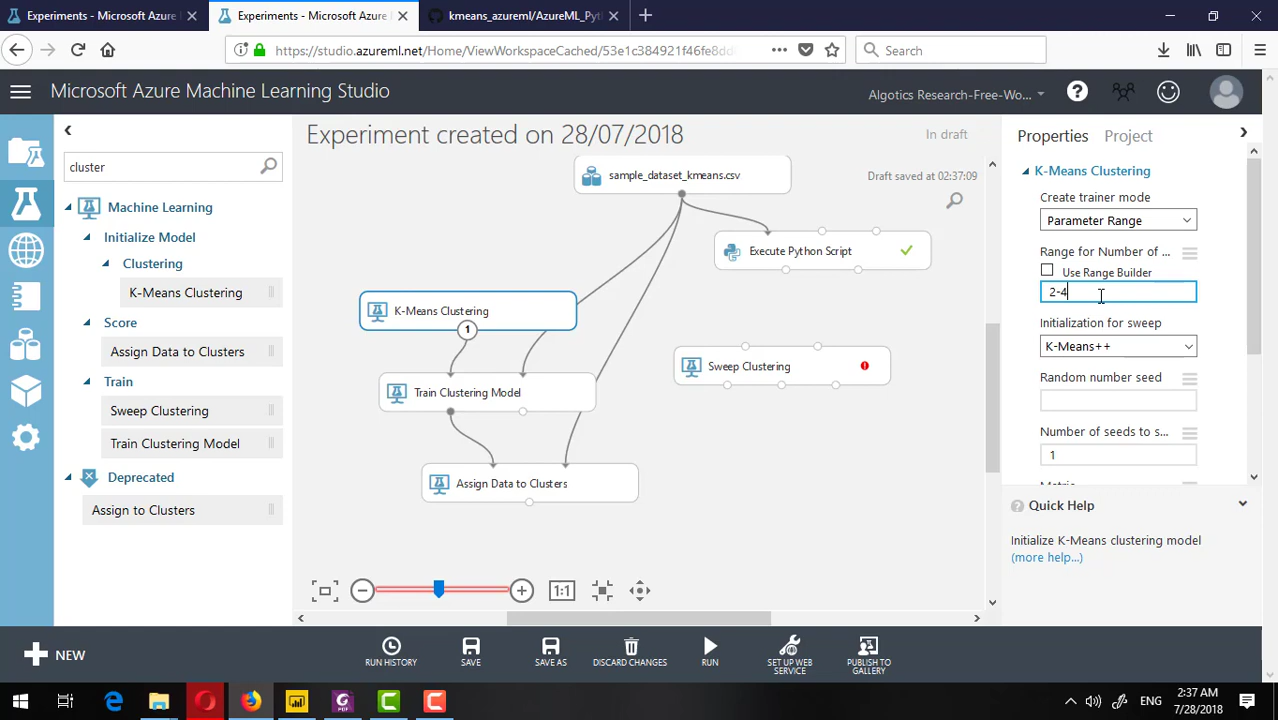 Experiments - Microsoft Azure
Experiments - Microsoft Azure M
kmeans_azureml/AzureML_Pyt
https://studio.azureml.net/Home/ViewWorkspaceCached/53e1c384921f46fe8dd
Search
Microsoft Azure Machine Learning Studio
Algotics Research-Free-Wo...
cluster
Machine Learning
Initialize Model
Clustering
K-Means Clustering
Score
Assign Data to Clusters
Train
Sweep Clustering
Train Clustering Model
Deprecated
Assign to Clusters
Experiment created on 28/07/2018
In draft
Draft saved at 02:37:09
sample_dataset_kmeans.csv
Execute Python Script
K-Means Clustering
1
Sweep Clustering
Train Clustering Model
Assign Data to Clusters
1:1
Properties
Project
K-Means Clustering
Create trainer mode
Parameter Range
Range for Number of ...
Use Range Builder
2-4
Initialization for sweep
K-Means++
Random number seed
Number of seeds to s...
1
Metric
Quick Help
Initialize K-Means clustering model
(more help...)
NEW
RUN HISTORY
SAVE
SAVE AS
DISCARD CHANGES
RUN
SET UP WEB
SERVICE
PUBLISH TO
GALLERY
ENG
2:37 AM
7/28/2018